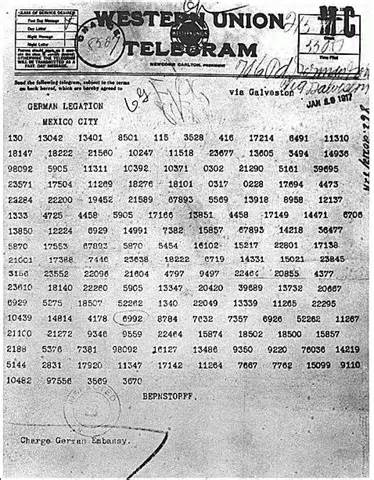 CLASS OF SERVICE DESIRED
Fast Day Message
Day Letter
Night Message
Night Letter
WESTERN UNION
TELEGRAM
NEWCOMB CARLTON, PRESIDENT
Send the following telegram, subject to the terms
on back hereof, which are hereby agreed to
via Galveston
JAN 19 1917
GERMAN LEGATION
MEXICO CITY
130 13042 13401 8501 115 3528 416 17214 6491 11310
18147 18222 21560 10247 11518 23677 13605 3494 14936
98092 5905 11311 10392 10371 0302 21290 5161 39695
23571 17504 11269 18276 18101 0317 0228 17694 4473
23284 22200 19452 21589 67893 5569 13918 8958 12137
1333 4725 4458 5905 17166 13851 4458 17149 14471 6706
13850 12224 6929 14991 7382 15857 67893 14218 36477
5870 17553 67893 5870 5454 16102 15217 22801 17138
21001 17388 7446 23638 18222 6719 14331 15021 23845
3156 23552 22096 21604 4797 9497 22464 20855 4377
23610 18140 22260 5905 13347 20420 39689 13732 20667
6929 5275 18507 52262 1340 22049 13339 11265 22295
10439 14814 4178 6992 8784 7632 7357 6926 52262 11267
21100 21272 9346 9559 22464 15874 18502 18500 15857
2188 5376 7381 98092 16127 13486 9350 9220 76036 14219
5144 2831 17920 11347 17142 11264 7667 7762 15099 9110
10482 97556 3569 3670
BEPNSTORFF.
Charge German Embassy.